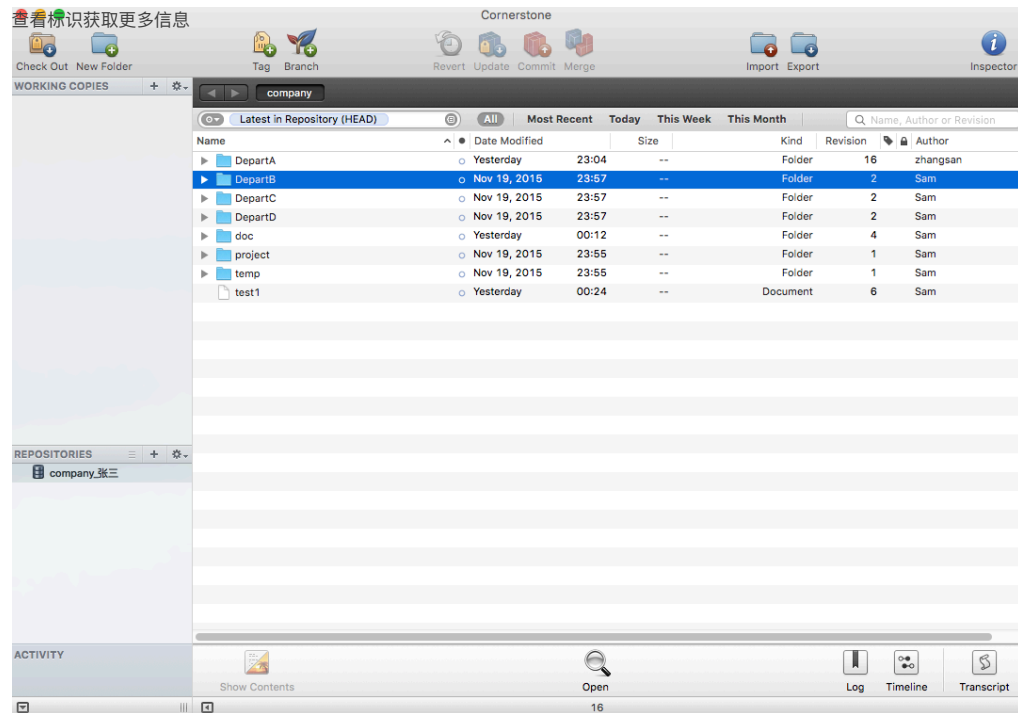 Cornerstone
查看标识获取更多信息
Check Out New Folder Tag Branch Revert Update Commit Merge Import Export Inspector
WORKING COPIES
company
Latest in Repository (HEAD) All Most Recent Today This Week This Month Name, Author or Revision
Name Date Modified Size Kind Revision Author
DepartA Yesterday 23:04 -- Folder 16 zhangsan
DepartB Nov 19, 2015 23:57 -- Folder 2 Sam
DepartC Nov 19, 2015 23:57 -- Folder 2 Sam
DepartD Nov 19, 2015 23:57 -- Folder 2 Sam
doc Yesterday 00:12 -- Folder 4 Sam
project Nov 19, 2015 23:55 -- Folder 1 Sam
temp Nov 19, 2015 23:55 -- Folder 1 Sam
test1 Yesterday 00:24 -- Document 6 Sam
REPOSITORIES
company_张三
ACTIVITY
Show Contents Open Log Timeline Transcript
16